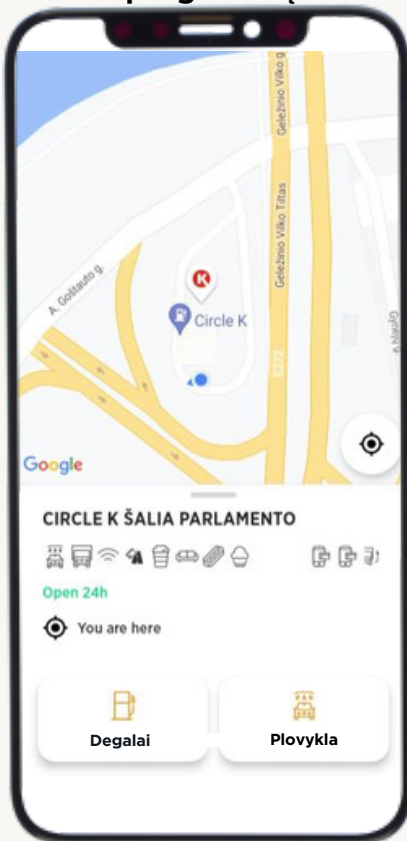 Geležinio Vilko g
Geležinio Vilko Tiltas
A. Goštauto g.
K
Circle K
E272
Google
CIRCLE K ŠALIA PARLAMENTO
Open 24h
You are here
Degalai
Plovykla